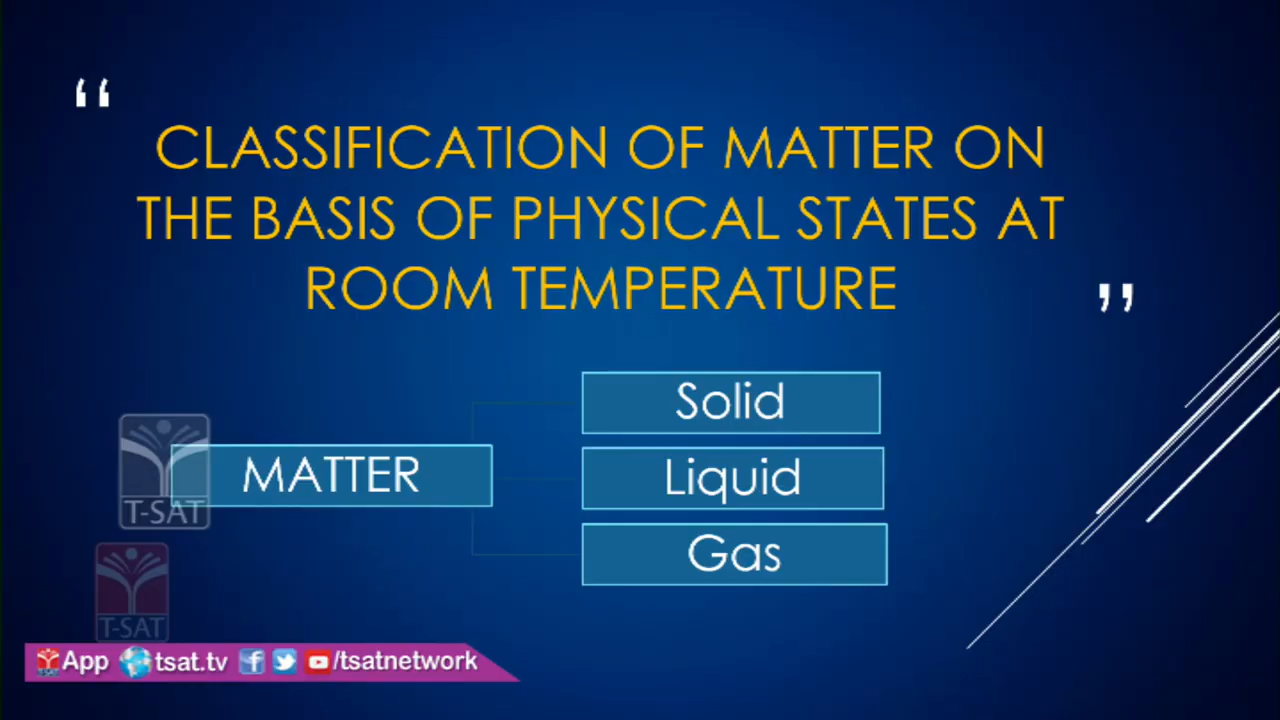 “
CLASSIFICATION OF MATTER ON
THE BASIS OF PHYSICAL STATES AT
ROOM TEMPERATURE
”
Solid
MATTER
Liquid
Gas
T-SAT
T-SAT
App tsat.tv /tsatnetwork